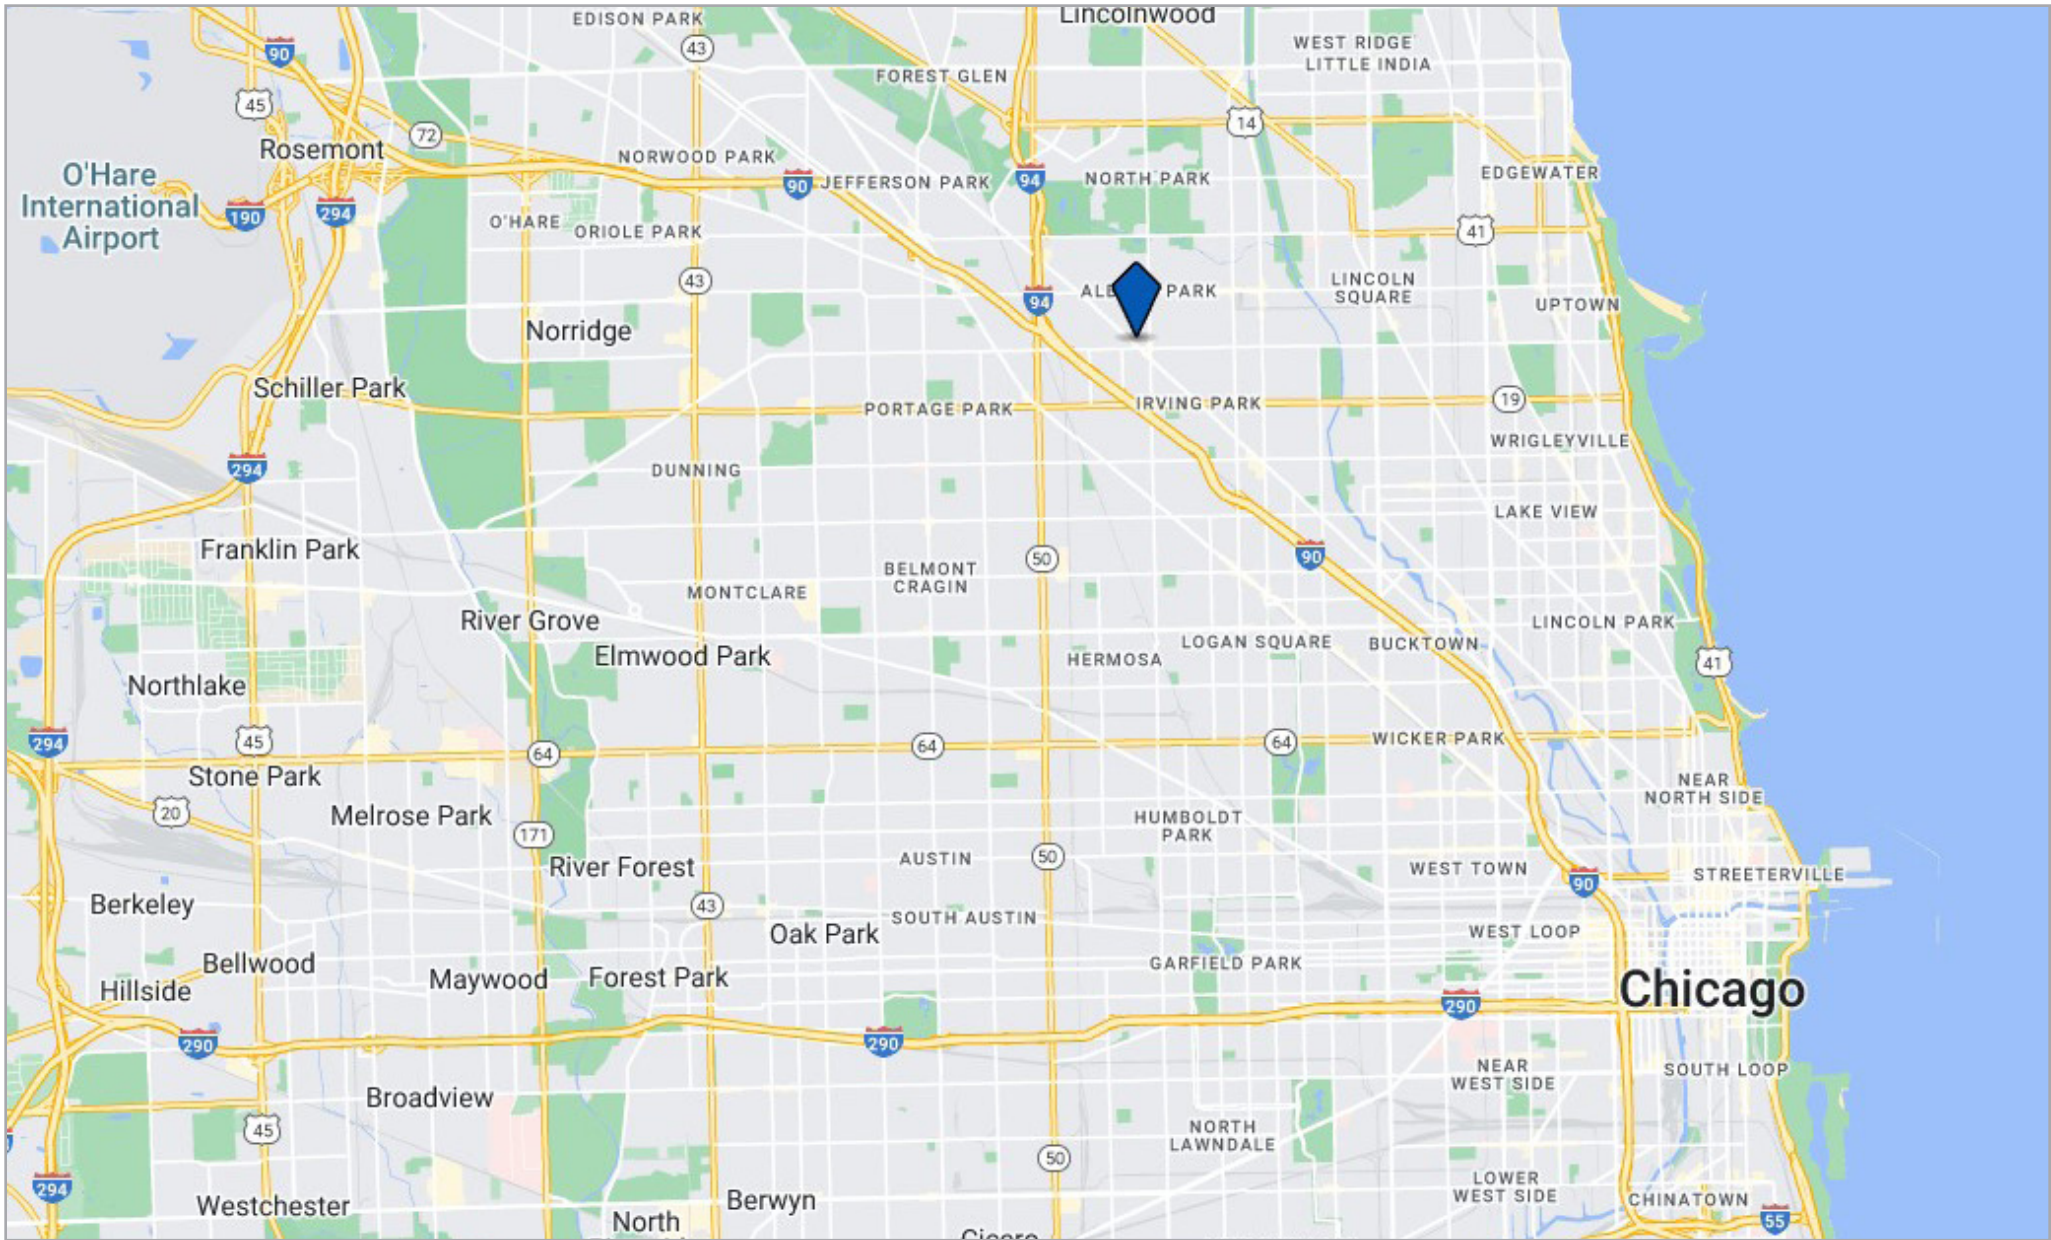 EDISON PARK
Lincolnwood
43
90
WEST RIDGE
LITTLE INDIA
FOREST GLEN
45
14
72
Rosemont
NORWOOD PARK
EDGEWATER
O'Hare
International
Airport
90
JEFFERSON PARK
94
NORTH PARK
190
294
O'HARE
ORIOLE PARK
41
43
94
PARK
LINCOLN
SQUARE
UPTOWN
Norridge
Schiller Park
PORTAGE PARK
IRVING PARK
19
WRIGLEYVILLE
294
DUNNING
LAKE VIEW
Franklin Park
50
90
BELMONT
CRAGIN
MONTCLARE
River Grove
LINCOLN PARK
Elmwood Park
HERMOSA
LOGAN SQUARE
BUCKTOWN
41
Northlake
294
45
64
64
64
WICKER PARK
Stone Park
NEAR
NORTH SIDE
20
Melrose Park
171
HUMBOLDT
PARK
River Forest
AUSTIN
50
WEST TOWN
90
STREETERVILLE
Berkeley
43
Oak Park
SOUTH AUSTIN
WEST LOOP
Bellwood
Hillside
Maywood
Forest Park
GARFIELD PARK
Chicago
290
290
290
NEAR
WEST SIDE
SOUTH LOOP
Broadview
45
50
NORTH
LAWNDALE
294
Westchester
Berwyn
North
LOWER
WEST SIDE
CHINATOWN
55